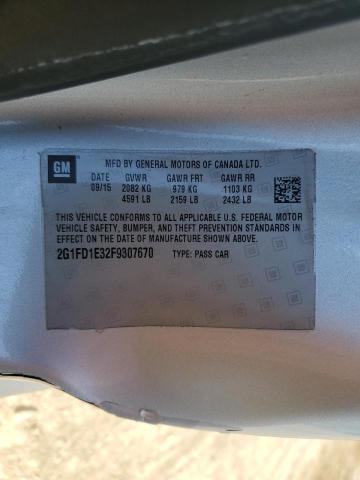 GM
MFD BY GENERAL MOTORS OF CANADA LTD.
DATE GVWR GAWR FRT GAWR RR
09/15 2082 KG 979 KG 1103 KG
4591 LB 2159 LB 2432 LB
THIS VEHICLE CONFORMS TO ALL APPLICABLE U.S. FEDERAL MOTOR
VEHICLE SAFETY, BUMPER, AND THEFT PREVENTION STANDARDS IN
EFFECT ON THE DATE OF MANUFACTURE SHOWN ABOVE.
2G1FD1E32F9307670 TYPE: PASS CAR